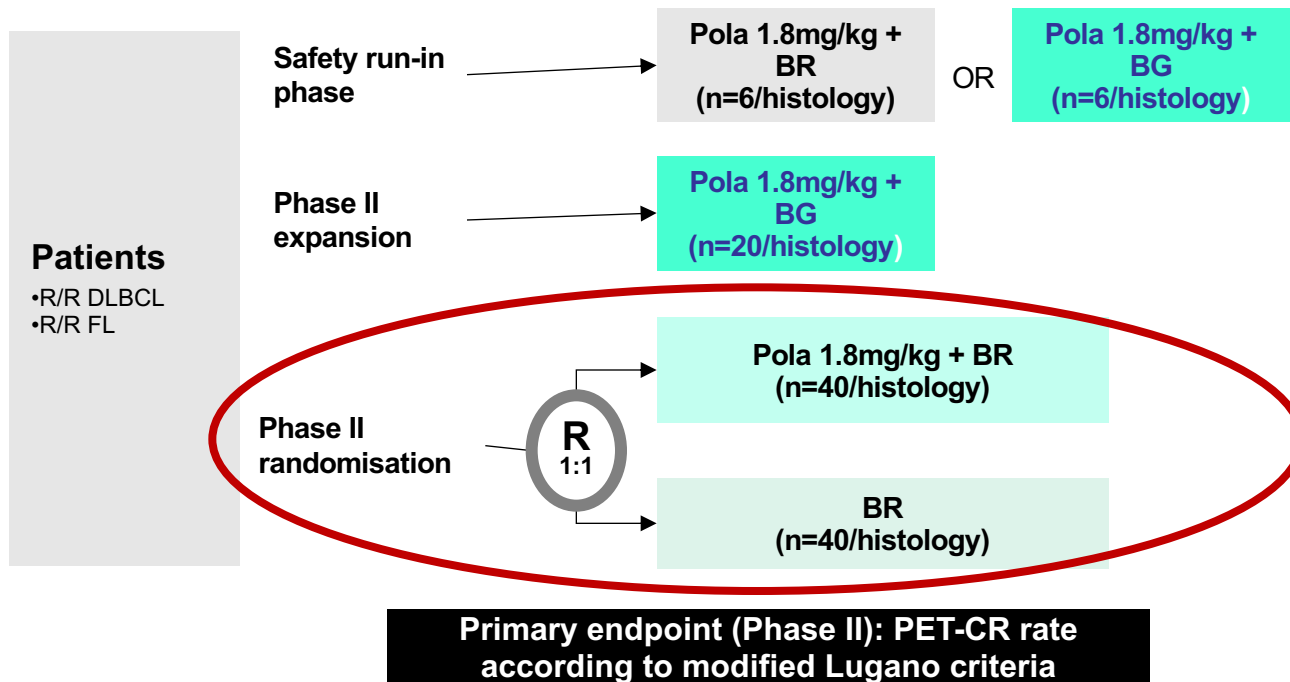 Patients
•R/R DLBCL
•R/R FL
Safety run-in
phase
Pola 1.8mg/kg +
BR
(n=6/histology)
OR
Pola 1.8mg/kg +
BG
(n=6/histology)
Phase II
expansion
Pola 1.8mg/kg +
BG
(n=20/histology)
Phase II
randomisation
R
1:1
Pola 1.8mg/kg + BR
(n=40/histology)
BR
(n=40/histology)
Primary endpoint (Phase II): PET-CR rate
according to modified Lugano criteria